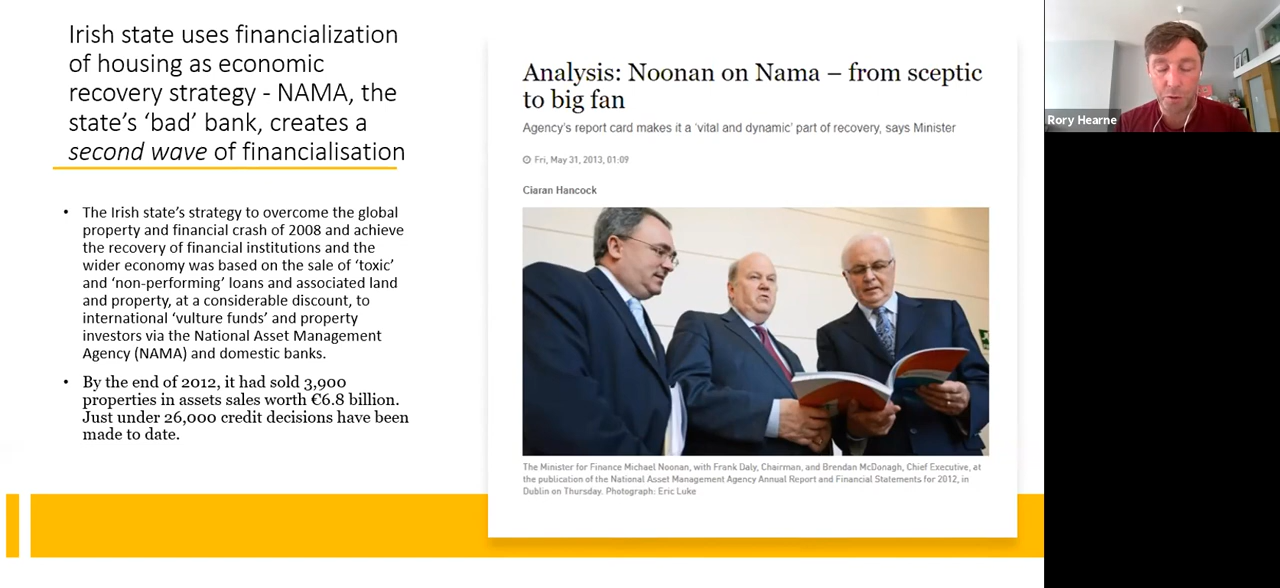 Irish state uses financialization
of housing as economic
recovery strategy - NAMA, the
state's 'bad' bank, creates a
second wave of financialisation
• The Irish state's strategy to overcome the global
property and financial crash of 2008 and achieve
the recovery of financial institutions and the
wider economy was based on the sale of 'toxic'
and 'non-performing' loans and associated land
and property, at a considerable discount, to
international 'vulture funds' and property
investors via the National Asset Management
Agency (NAMA) and domestic banks.
• By the end of 2012, it had sold 3,900
properties in assets sales worth €6.8 billion.
Just under 26,000 credit decisions have been
made to date.
Analysis: Noonan on Nama – from sceptic
to big fan
Agency's report card makes it a 'vital and dynamic' part of recovery, says Minister
Fri, May 31, 2013, 01:09
Ciaran Hancock
The Minister for Finance Michael Noonan, with Frank Daly, Chairman, and Brendan McDonagh, Chief Executive, at
the publication of the National Asset Management Agency Annual Report and Financial Statements for 2012, in
Dublin on Thursday. Photograph: Eric Luke
Rory Hearne